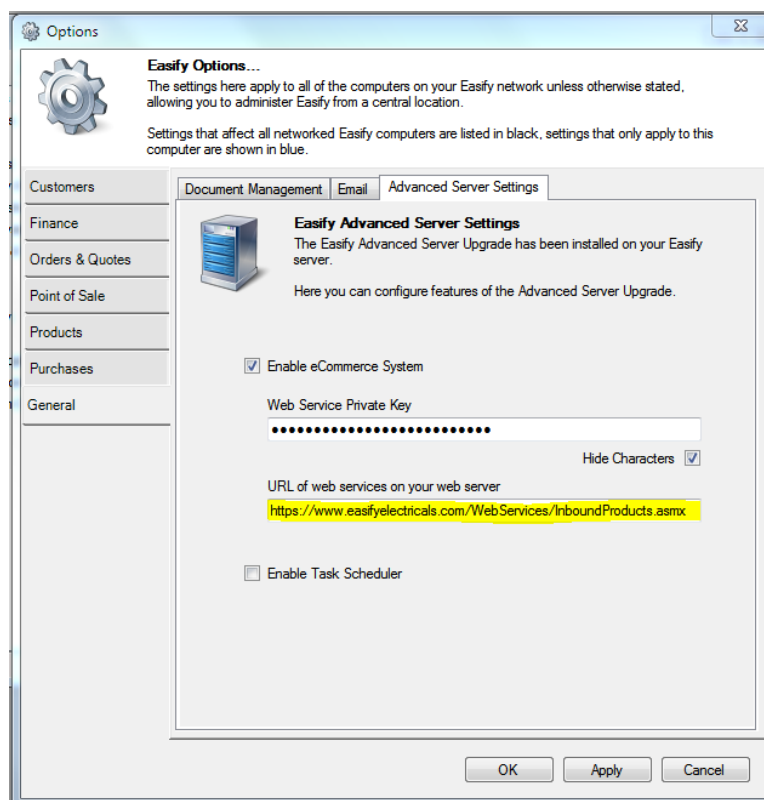 Options
Easify Options...
The settings here apply to all of the computers on your Easify network unless otherwise stated,
allowing you to administer Easify from a central location.
Settings that affect all networked Easify computers are listed in black, settings that only apply to this
computer are shown in blue.
Customers
Finance
Orders & Quotes
Point of Sale
Products
Purchases
General
Document Management
Email
Advanced Server Settings
Easify Advanced Server Settings
The Easify Advanced Server Upgrade has been installed on your Easify
server.
Here you can configure features of the Advanced Server Upgrade.
Enable eCommerce System
Web Service Private Key
●●●●●●●●●●●●●●●●●●●●●●●●●●
Hide Characters
URL of web services on your web server
https://www.easifyelectricals.com/WebServices/InboundProducts.asmx
Enable Task Scheduler
OK
Apply
Cancel